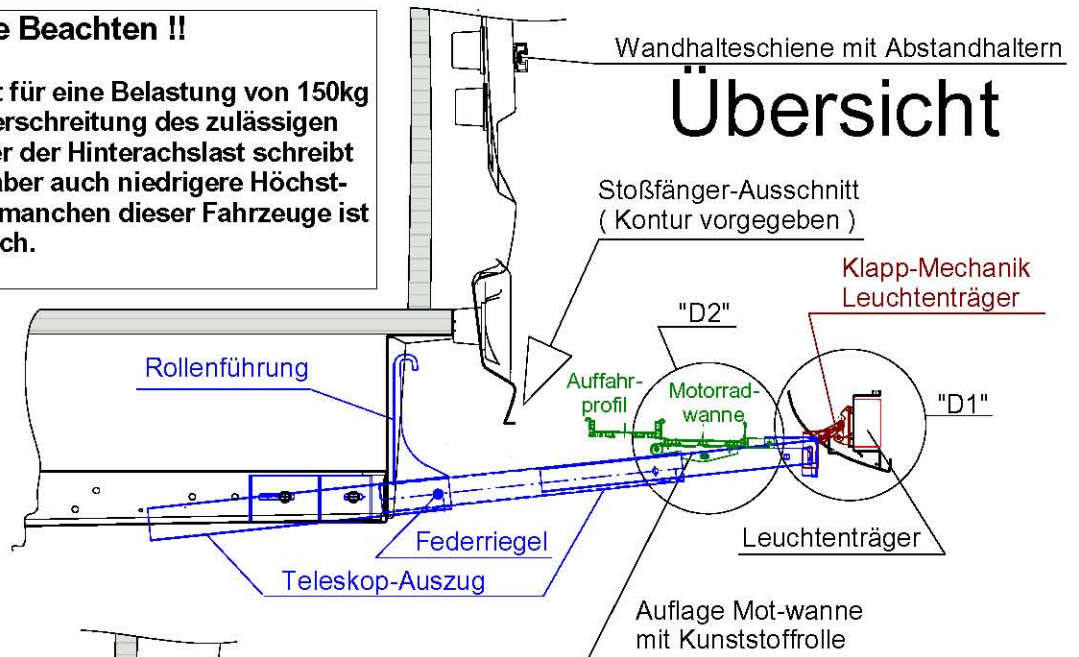 e Beachten !!
t für eine Belastung von 150kg
erschreitung des zulässigen
er der Hinterachslast schreibt
aber auch niedrigere Höchst-
manchen dieser Fahrzeuge ist
ch.
Wandhalteschiene mit Abstandhaltern
Übersicht
Stoßfänger-Ausschnitt
( Kontur vorgegeben )
Klapp-Mechanik
Leuchtenträger
"D2"
Rollenführung
Auffahr-
profil
Motorrad-
wanne
"D1"
Federriegel
Leuchtenträger
Teleskop-Auszug
Auflage Mot-wanne
mit Kunststoffrolle